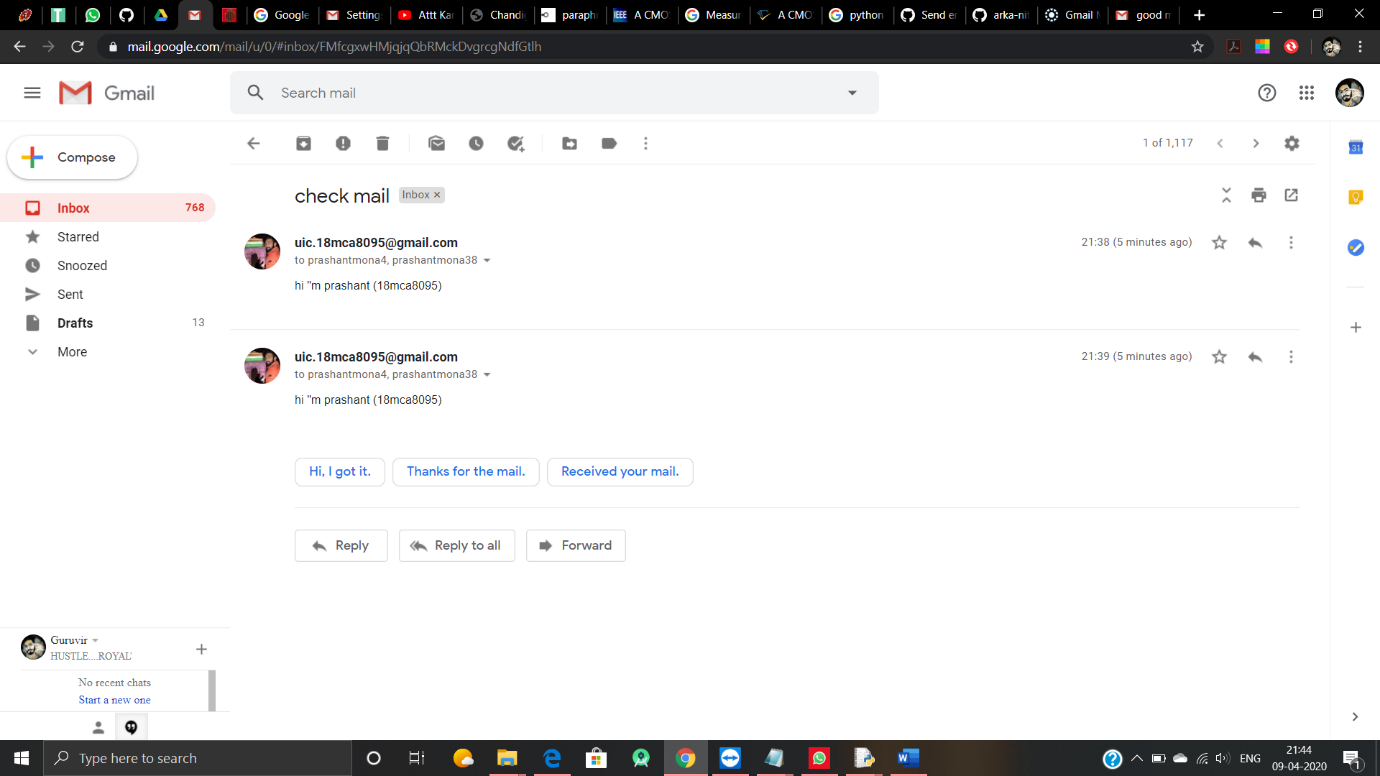 Google
Setting
Attt Kar
Chandi
paraph
IEEE A CMO
Measur
A CMO
python
Send er
arka-nit
Gmail
good m
mail.google.com/mail/u/0/#inbox/FMfcgxwHMjqjqQbRMckDvgrcgNdfGtlh
Gmail
Search mail
Compose
1 of 1,117
31
check mail
Inbox ×
Inbox 768
Starred
Snoozed
Sent
Drafts 13
More
uic.18mca8095@gmail.com
21:38 (5 minutes ago)
to prashantmona4, prashantmona38
hi "m prashant (18mca8095)
uic.18mca8095@gmail.com
21:39 (5 minutes ago)
to prashantmona4, prashantmona38
hi "m prashant (18mca8095)
Hi, I got it.
Thanks for the mail.
Received your mail.
Reply
Reply to all
Forward
Guruvir
HUSTLE....ROYAL'
No recent chats
Start a new one
Type here to search
ENG
21:44
09-04-2020
1